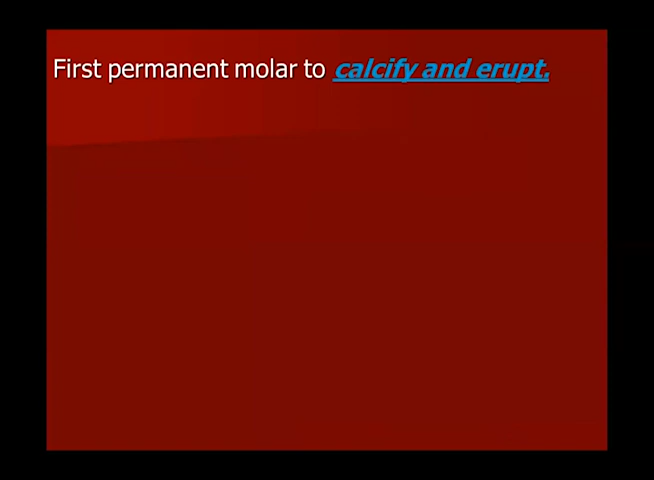 First permanent molar to calcify and erupt.